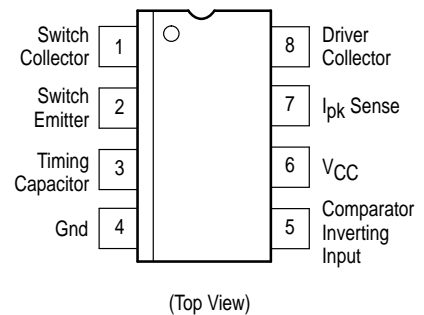 Switch
Collector
1
8
Driver
Collector
Switch
Emitter
2
7
Ipk Sense
Timing
Capacitor
3
6
VCC
Gnd
4
5
Comparator
Inverting
Input
(Top View)